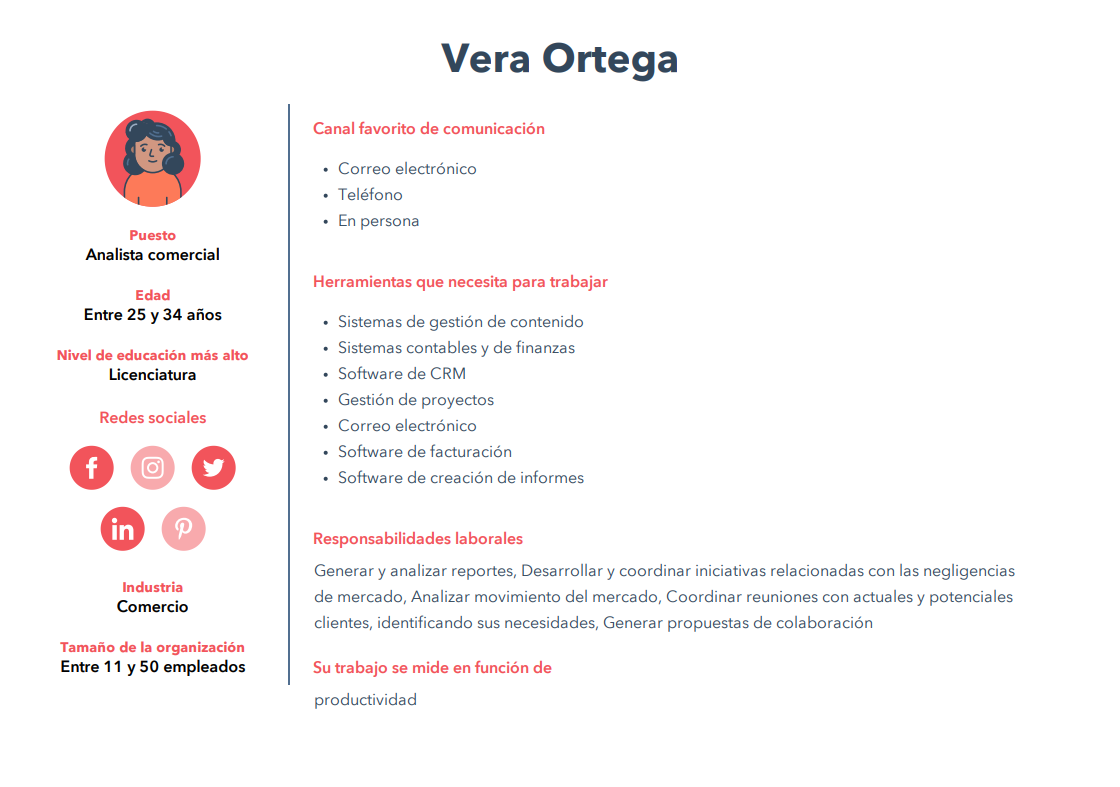 Vera Ortega
Puesto
Analista comercial
Edad
Entre 25 y 34 años
Nivel de educación más alto
Licenciatura
Redes sociales
f
in
Industria
Comercio
Tamaño de la organización
Entre 11 y 50 empleados
Canal favorito de comunicación
• Correo electrónico
• Teléfono
• En persona
Herramientas que necesita para trabajar
• Sistemas de gestión de contenido
• Sistemas contables y de finanzas
• Software de CRM
• Gestión de proyectos
• Correo electrónico
• Software de facturación
• Software de creación de informes
Responsabilidades laborales
Generar y analizar reportes, Desarrollar y coordinar iniciativas relacionadas con las negligencias
de mercado, Analizar movimiento del mercado, Coordinar reuniones con actuales y potenciales
clientes, identificando sus necesidades, Generar propuestas de colaboración
Su trabajo se mide en función de
productividad